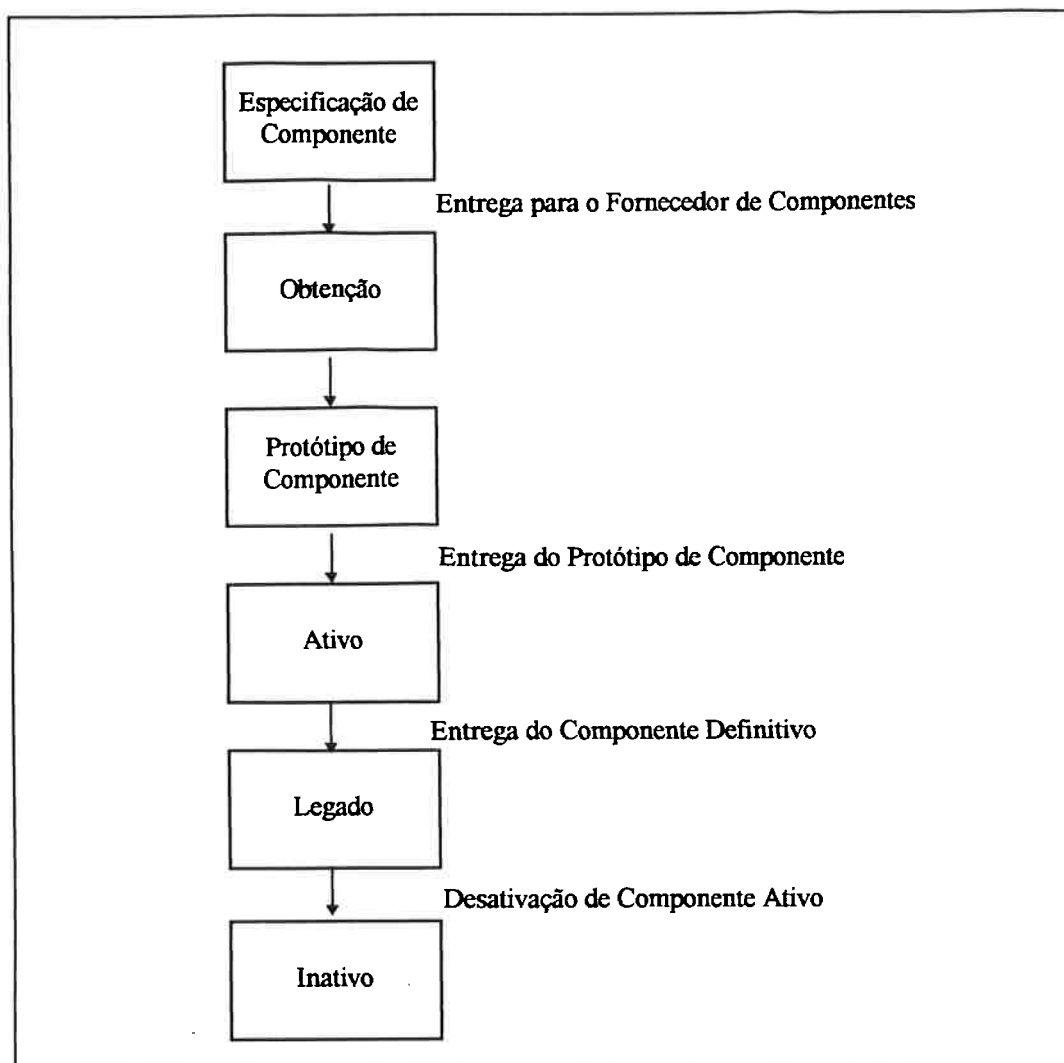 Especificação de
Componente
Entrega para o Fornecedor de Componentes
Obtenção
Protótipo de
Componente
Entrega do Protótipo de Componente
Ativo
Entrega do Componente Definitivo
Legado
Desativação de Componente Ativo
Inativo